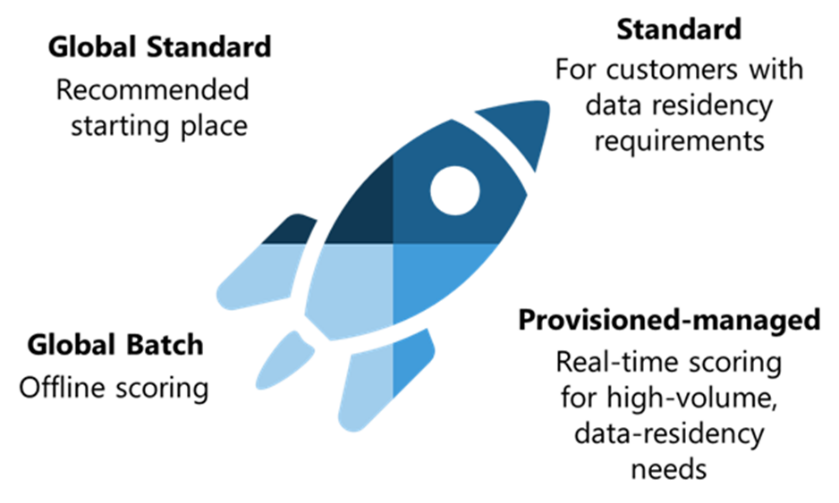 Global Standard
Recommended
starting place
Standard
For customers with
data residency
requirements
Global Batch
Offline scoring
Provisioned-managed
Real-time scoring
for high-volume,
data-residency
needs